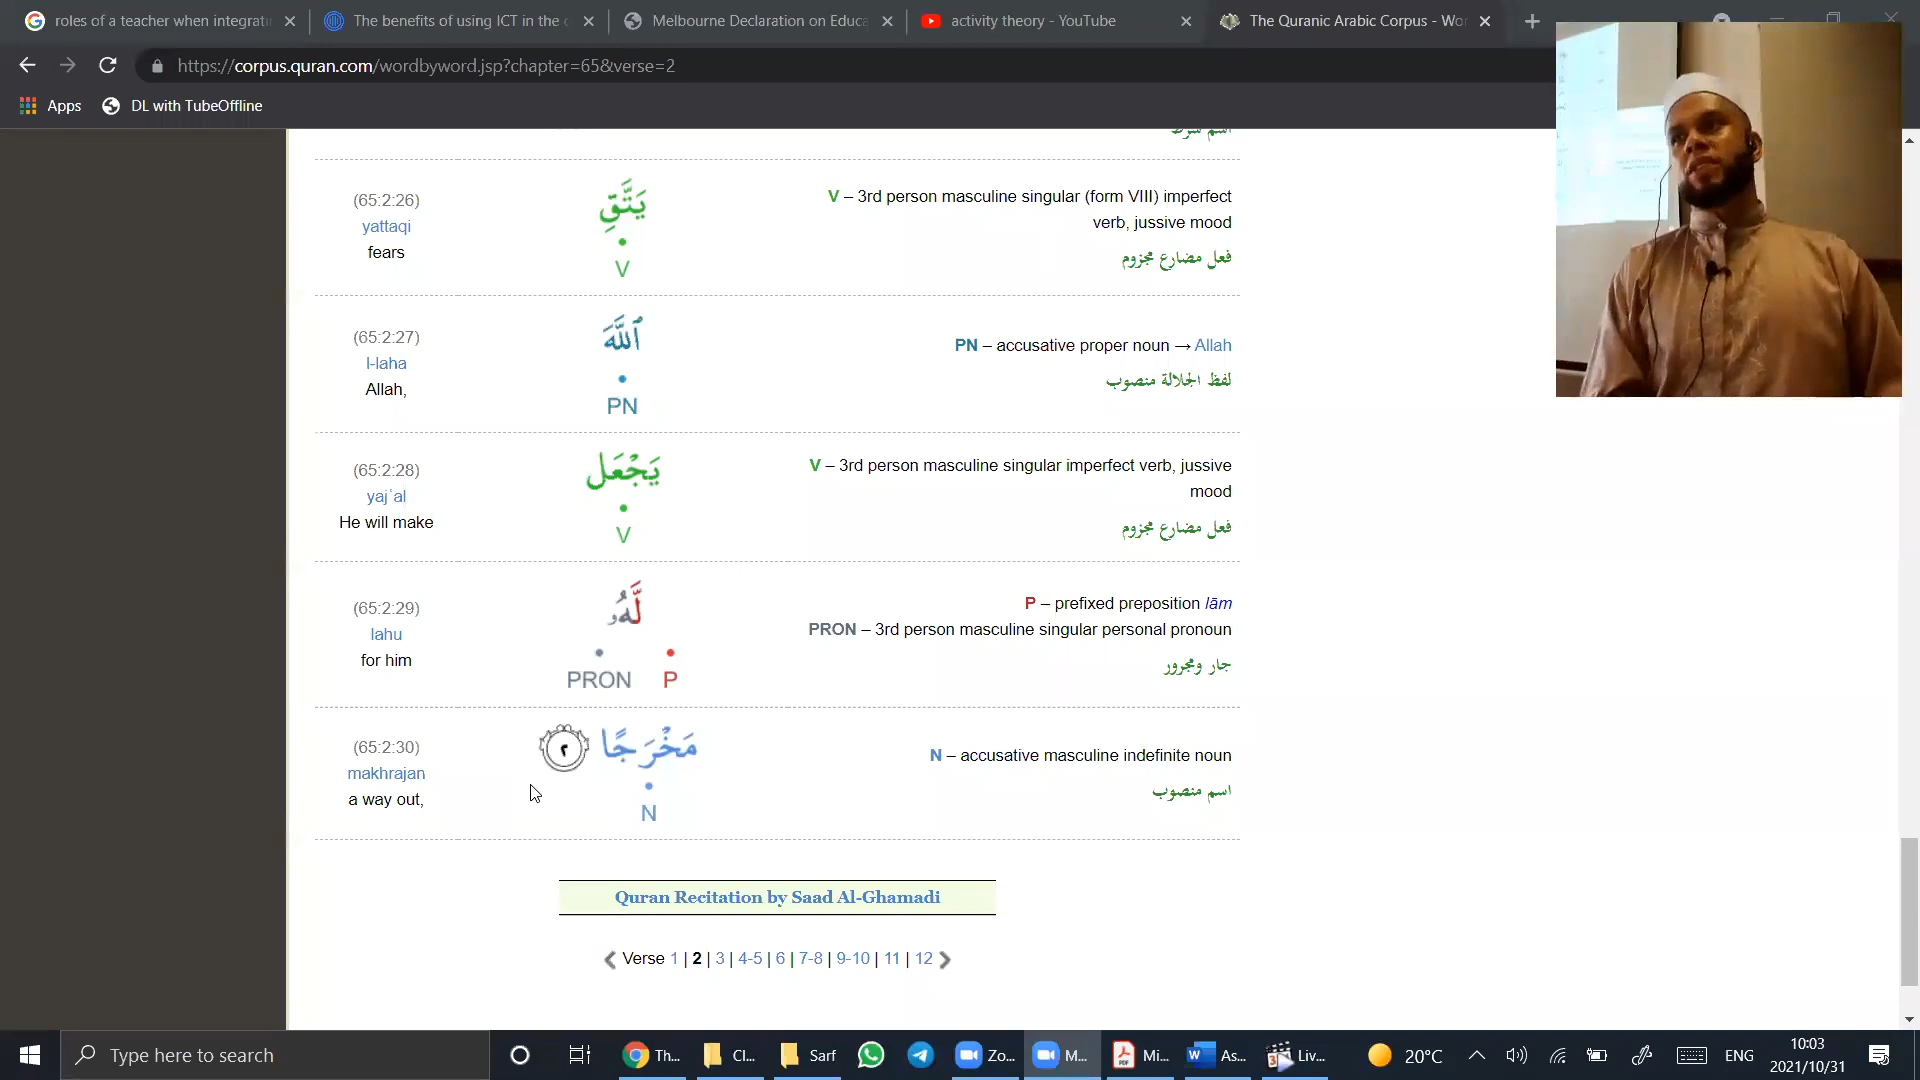 roles of a teacher when integrati
The benefits of using ICT in the c
Melbourne Declaration on Educa
activity theory - YouTube
The Quranic Arabic Corpus - Wor
https://corpus.quran.com/wordbyword.jsp?chapter=65&verse=2
Apps
DL with TubeOffline
اسم شرط
(65:2:26)
yattaqi
fears
يَتَّقِ
V
V – 3rd person masculine singular (form VIII) imperfect
verb, jussive mood
فعل مضارع مجزوم
(65:2:27)
l-laha
Allah,
ٱللَّهَ
PN
PN – accusative proper noun → Allah
لفظ الجلالة منصوب
(65:2:28)
yajʿal
He will make
يَجْعَل
V
V – 3rd person masculine singular imperfect verb, jussive
mood
فعل مضارع مجزوم
(65:2:29)
lahu
for him
لَّهُۥ
PRON P
P – prefixed preposition lām
PRON – 3rd person masculine singular personal pronoun
جار ومجرور
(65:2:30)
makhrajan
a way out,
مَخْرَجًا ٢
N
N – accusative masculine indefinite noun
اسم منصوب
Quran Recitation by Saad Al-Ghamadi
Verse 1 | 2 | 3 | 4-5 | 6 | 7-8 | 9-10 | 11 | 12
Type here to search
Th...
Cl...
Sarf
Zo...
M...
Mi...
As...
Liv...
20°C
ENG
10:03
2021/10/31